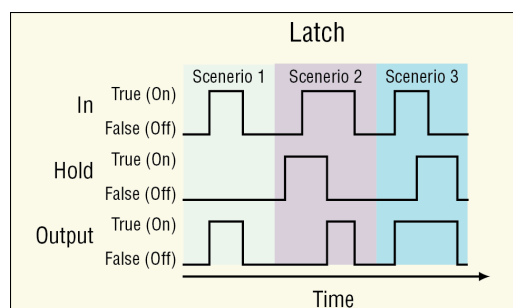 Latch
Scenerio 1 Scenerio 2 Scenerio 3
In
True (On)
False (Off)
Hold
True (On)
False (Off)
Output
True (On)
False (Off)
Time